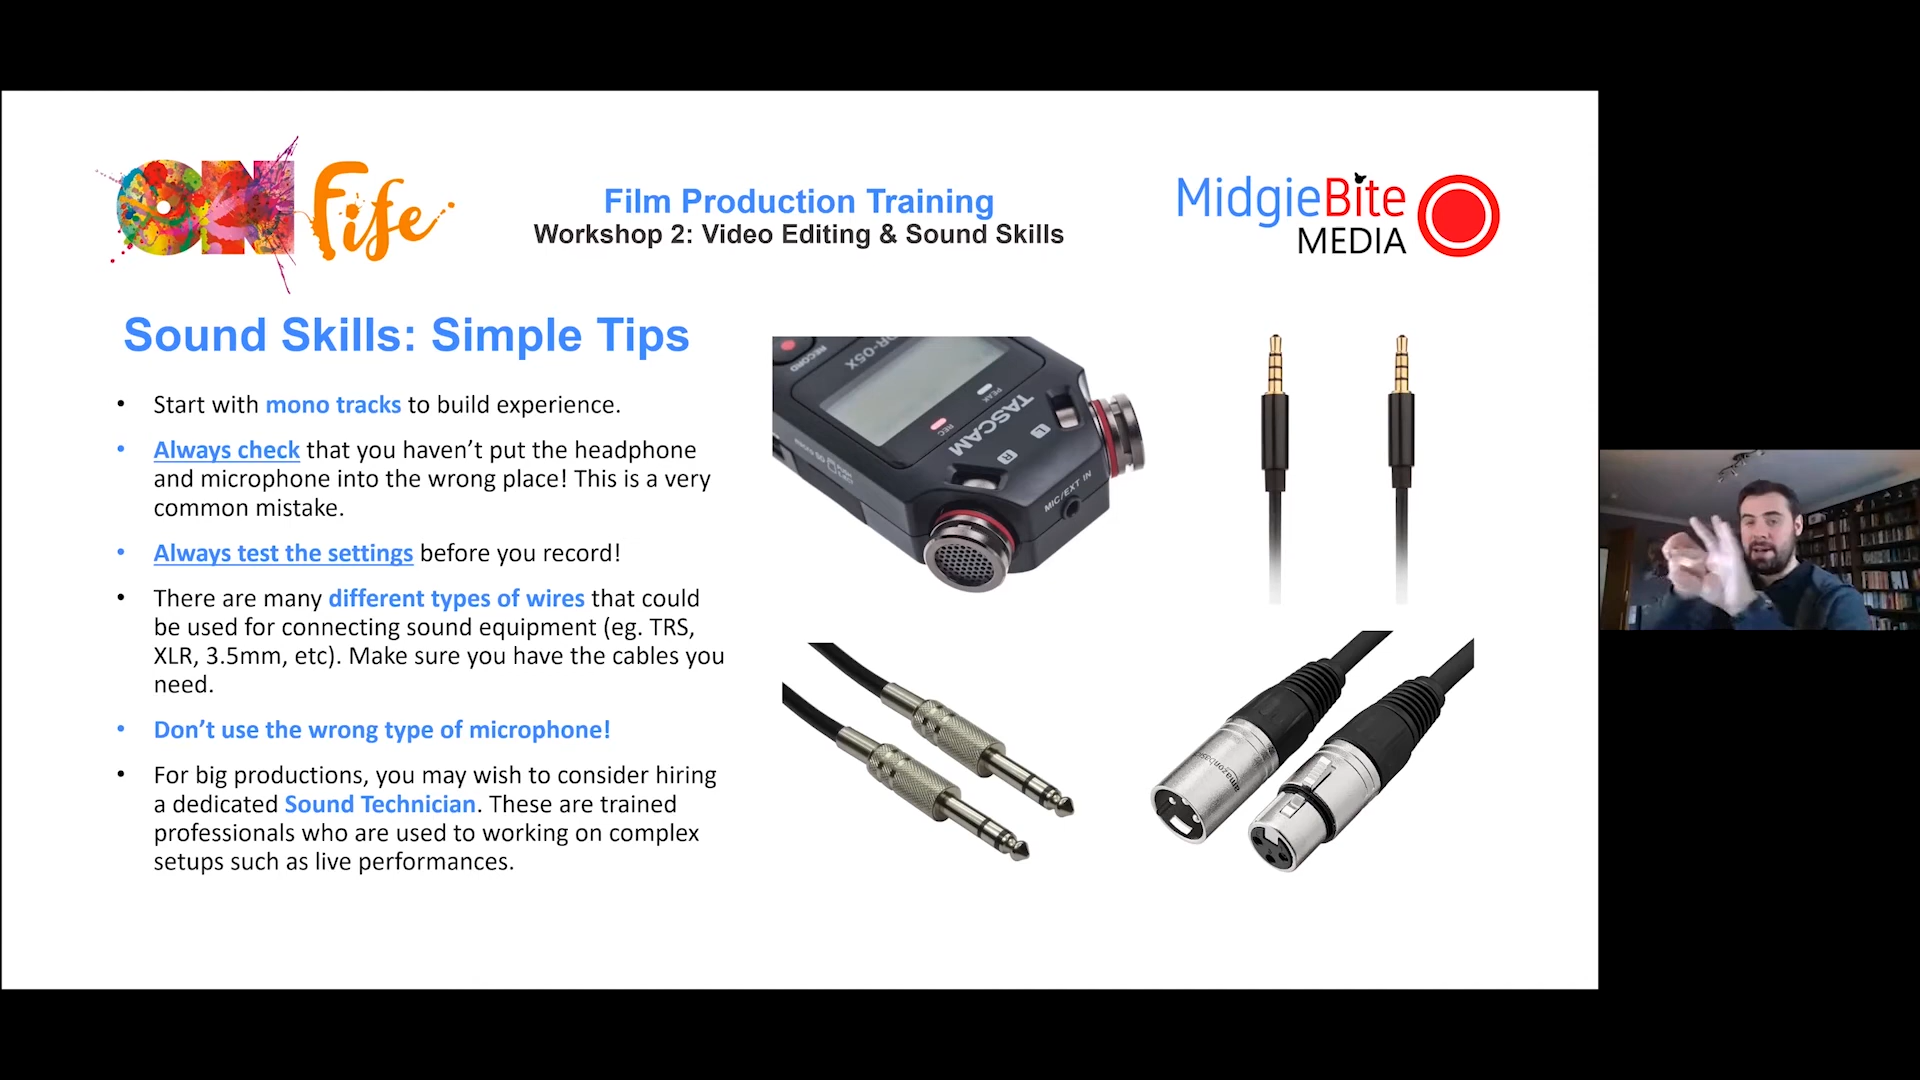 ON Fife
Film Production Training
Workshop 2: Video Editing & Sound Skills
MidgieBite
MEDIA
Sound Skills: Simple Tips
• Start with mono tracks to build experience.
• Always check that you haven’t put the headphone
and microphone into the wrong place! This is a very
common mistake.
• Always test the settings before you record!
• There are many different types of wires that could
be used for connecting sound equipment (eg. TRS,
XLR, 3.5mm, etc). Make sure you have the cables you
need.
• Don’t use the wrong type of microphone!
• For big productions, you may wish to consider hiring
a dedicated Sound Technician. These are trained
professionals who are used to working on complex
setups such as live performances.
RECORD
DR-05X
PEAK
REC
TASCAM
L
R
MIC/EXT IN
amazonbasics